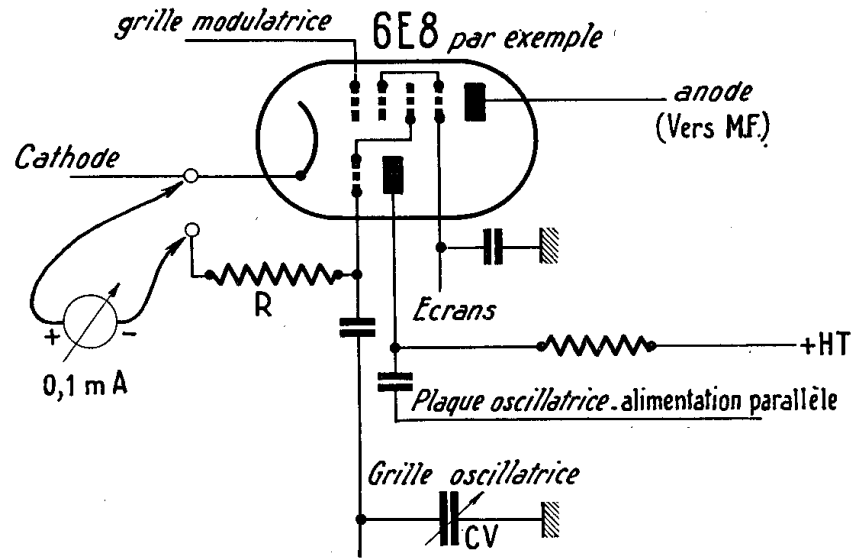 grille modulatrice
6E8 par exemple
anode
(Vers M.F.)
Cathode
R
Ecrans
+ -
0,1 mA
+HT
Plaque oscillatrice.alimentation parallèle
Grille oscillatrice
CV